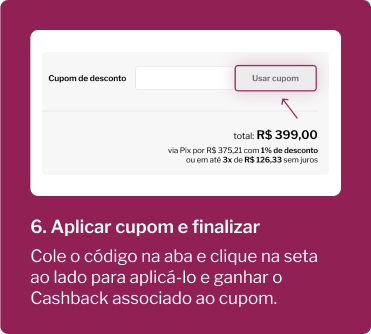 Cupom de desconto
Usar cupom
total: R$ 399,00
via Pix por R$ 375,21 com 1% de desconto
ou em até 3x de R$ 126,33 sem juros
6. Aplicar cupom e finalizar
Cole o código na aba e clique na seta
ao lado para aplicá-lo e ganhar o
Cashback associado ao cupom.